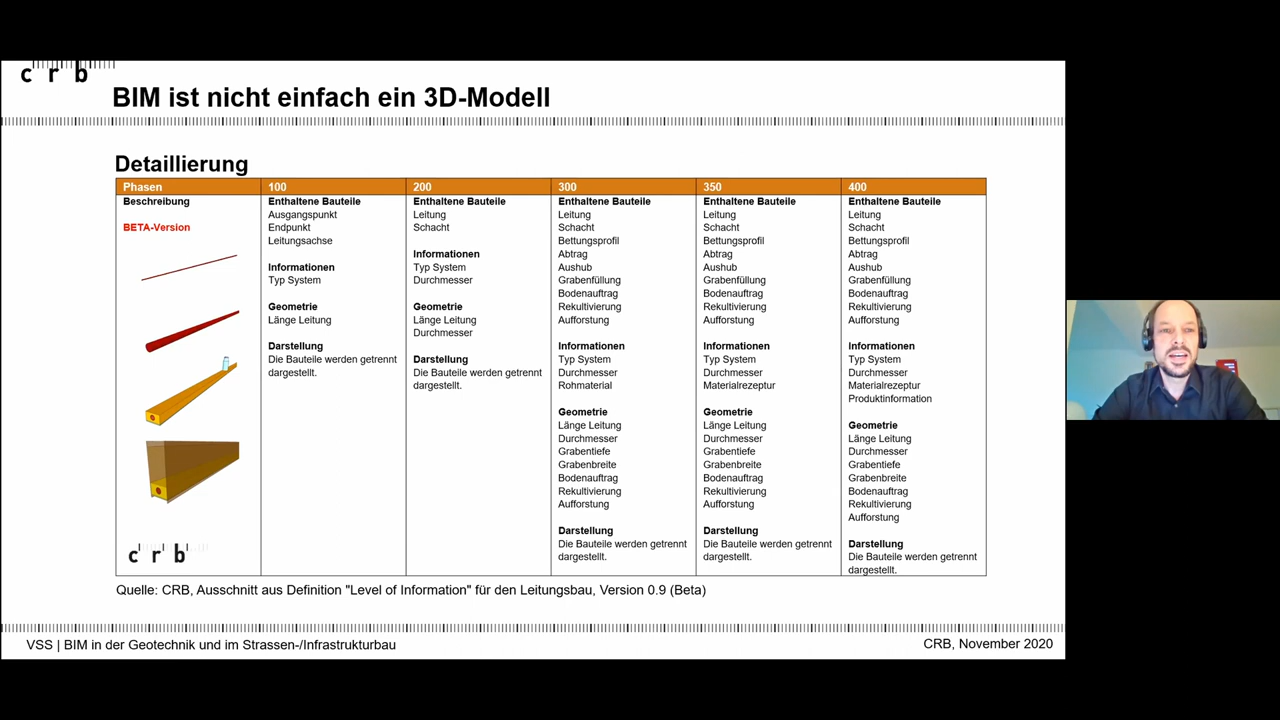 crb
BIM ist nicht einfach ein 3D-Modell
Detaillierung
Phasen
Beschreibung
BETA-Version
crb
100
Enthaltene Bauteile
Ausgangspunkt
Endpunkt
Leitungsachse
Informationen
Typ System
Geometrie
Länge Leitung
Darstellung
Die Bauteile werden getrennt
dargestellt.
200
Enthaltene Bauteile
Leitung
Schacht
Informationen
Typ System
Durchmesser
Geometrie
Länge Leitung
Durchmesser
Darstellung
Die Bauteile werden getrennt
dargestellt.
300
Enthaltene Bauteile
Leitung
Schacht
Bettungsprofil
Abtrag
Aushub
Grabenfüllung
Bodenauftrag
Rekultivierung
Aufforstung
Informationen
Typ System
Durchmesser
Rohmaterial
Geometrie
Länge Leitung
Durchmesser
Grabentiefe
Grabenbreite
Bodenauftrag
Rekultivierung
Aufforstung
Darstellung
Die Bauteile werden getrennt
dargestellt.
350
Enthaltene Bauteile
Leitung
Schacht
Bettungsprofil
Abtrag
Aushub
Grabenfüllung
Bodenauftrag
Rekultivierung
Aufforstung
Informationen
Typ System
Durchmesser
Materialrezeptur
Geometrie
Länge Leitung
Durchmesser
Grabentiefe
Grabenbreite
Bodenauftrag
Rekultivierung
Aufforstung
Darstellung
Die Bauteile werden getrennt
dargestellt.
400
Enthaltene Bauteile
Leitung
Schacht
Bettungsprofil
Abtrag
Aushub
Grabenfüllung
Bodenauftrag
Rekultivierung
Aufforstung
Informationen
Typ System
Durchmesser
Materialrezeptur
Produktinformation
Geometrie
Länge Leitung
Durchmesser
Grabentiefe
Grabenbreite
Bodenauftrag
Rekultivierung
Aufforstung
Darstellung
Die Bauteile werden getrennt
dargestellt.
Quelle: CRB, Ausschnitt aus Definition "Level of Information" für den Leitungsbau, Version 0.9 (Beta)
VSS | BIM in der Geotechnik und im Strassen-/Infrastrukturbau
CRB, November 2020